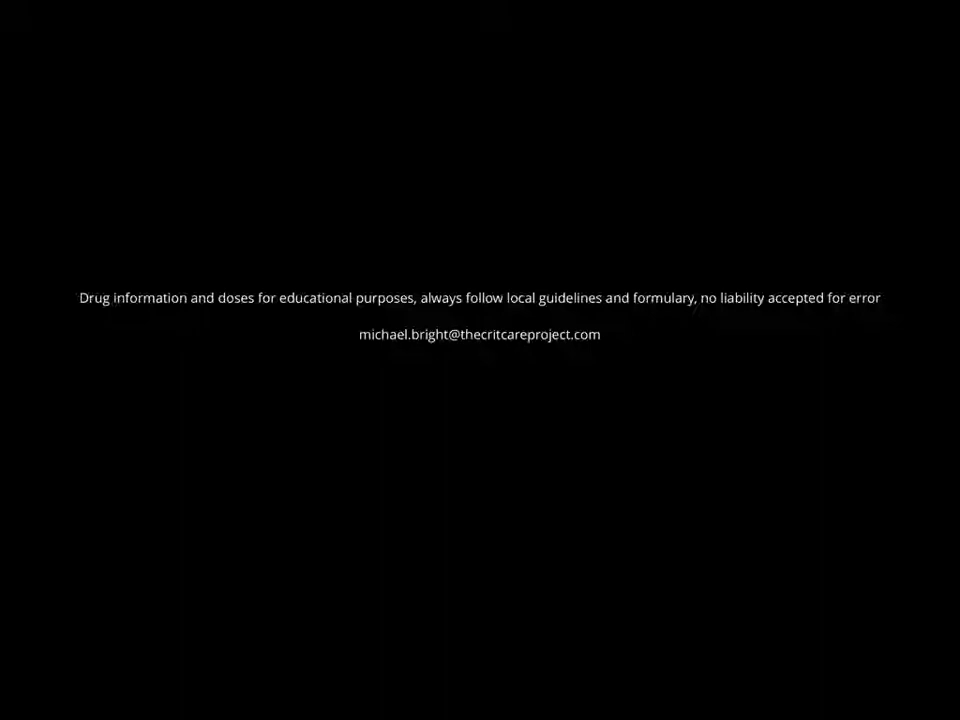 Drug information and doses for educational purposes, always follow local guidelines and formulary, no liability accepted for error
michael.bright@thecritcareproject.com